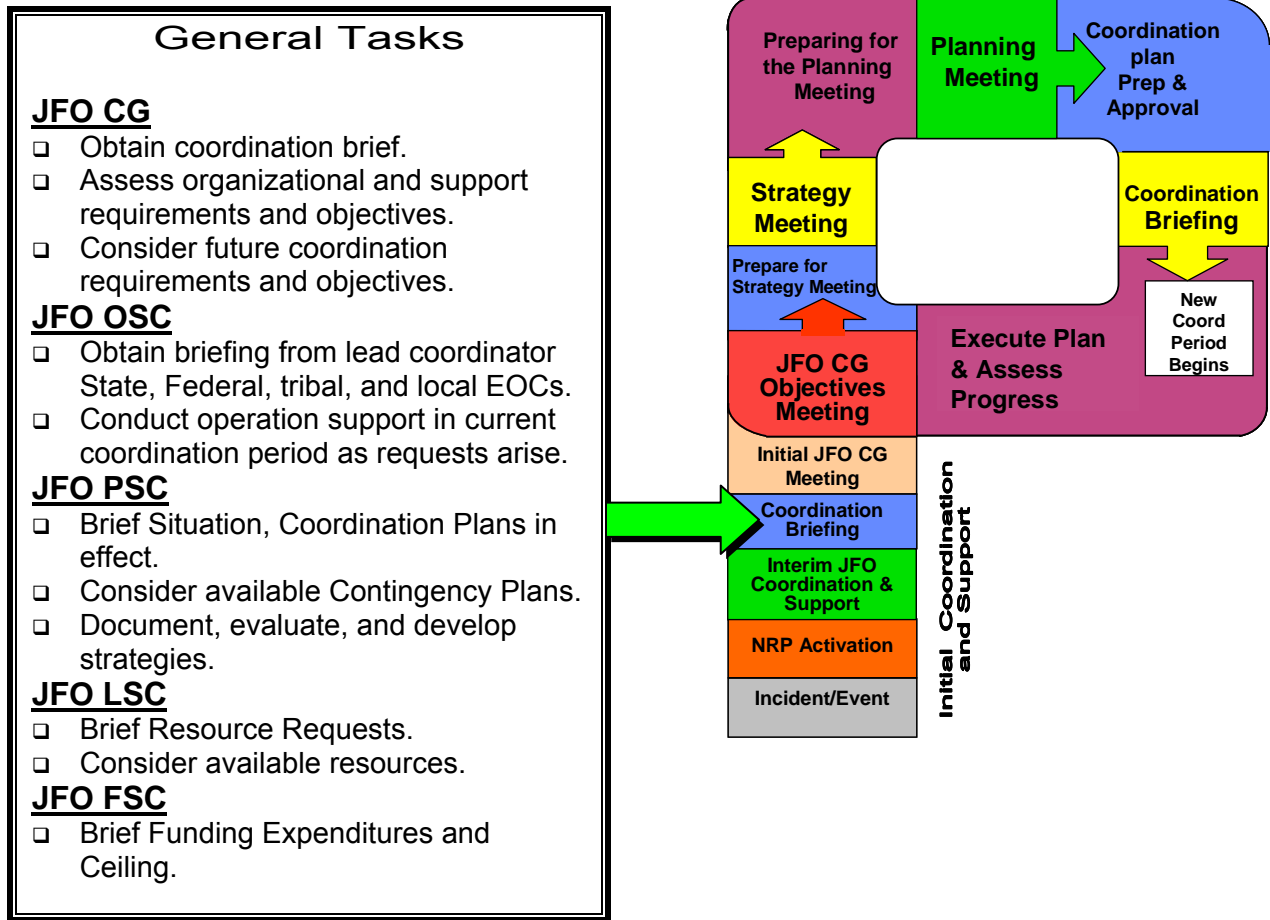 General Tasks
JFO CG
❑ Obtain coordination brief.
❑ Assess organizational and support
requirements and objectives.
❑ Consider future coordination
requirements and objectives.
JFO OSC
❑ Obtain briefing from lead coordinator
State, Federal, tribal, and local EOCs.
❑ Conduct operation support in current
coordination period as requests arise.
JFO PSC
❑ Brief Situation, Coordination Plans in
effect.
❑ Consider available Contingency Plans.
❑ Document, evaluate, and develop
strategies.
JFO LSC
❑ Brief Resource Requests.
❑ Consider available resources.
JFO FSC
❑ Brief Funding Expenditures and
Ceiling.
Preparing for
the Planning
Meeting
Planning
Meeting
Coordination
plan
Prep &
Approval
Strategy
Meeting
Coordination
Briefing
Prepare for
Strategy Meeting
New
Coord
Period
Begins
JFO CG
Objectives
Meeting
Execute Plan
& Assess
Progress
Initial JFO CG
Meeting
Coordination
Briefing
Interim JFO
Coordination &
Support
NRP Activation
Incident/Event
Initial Coordination
and Support